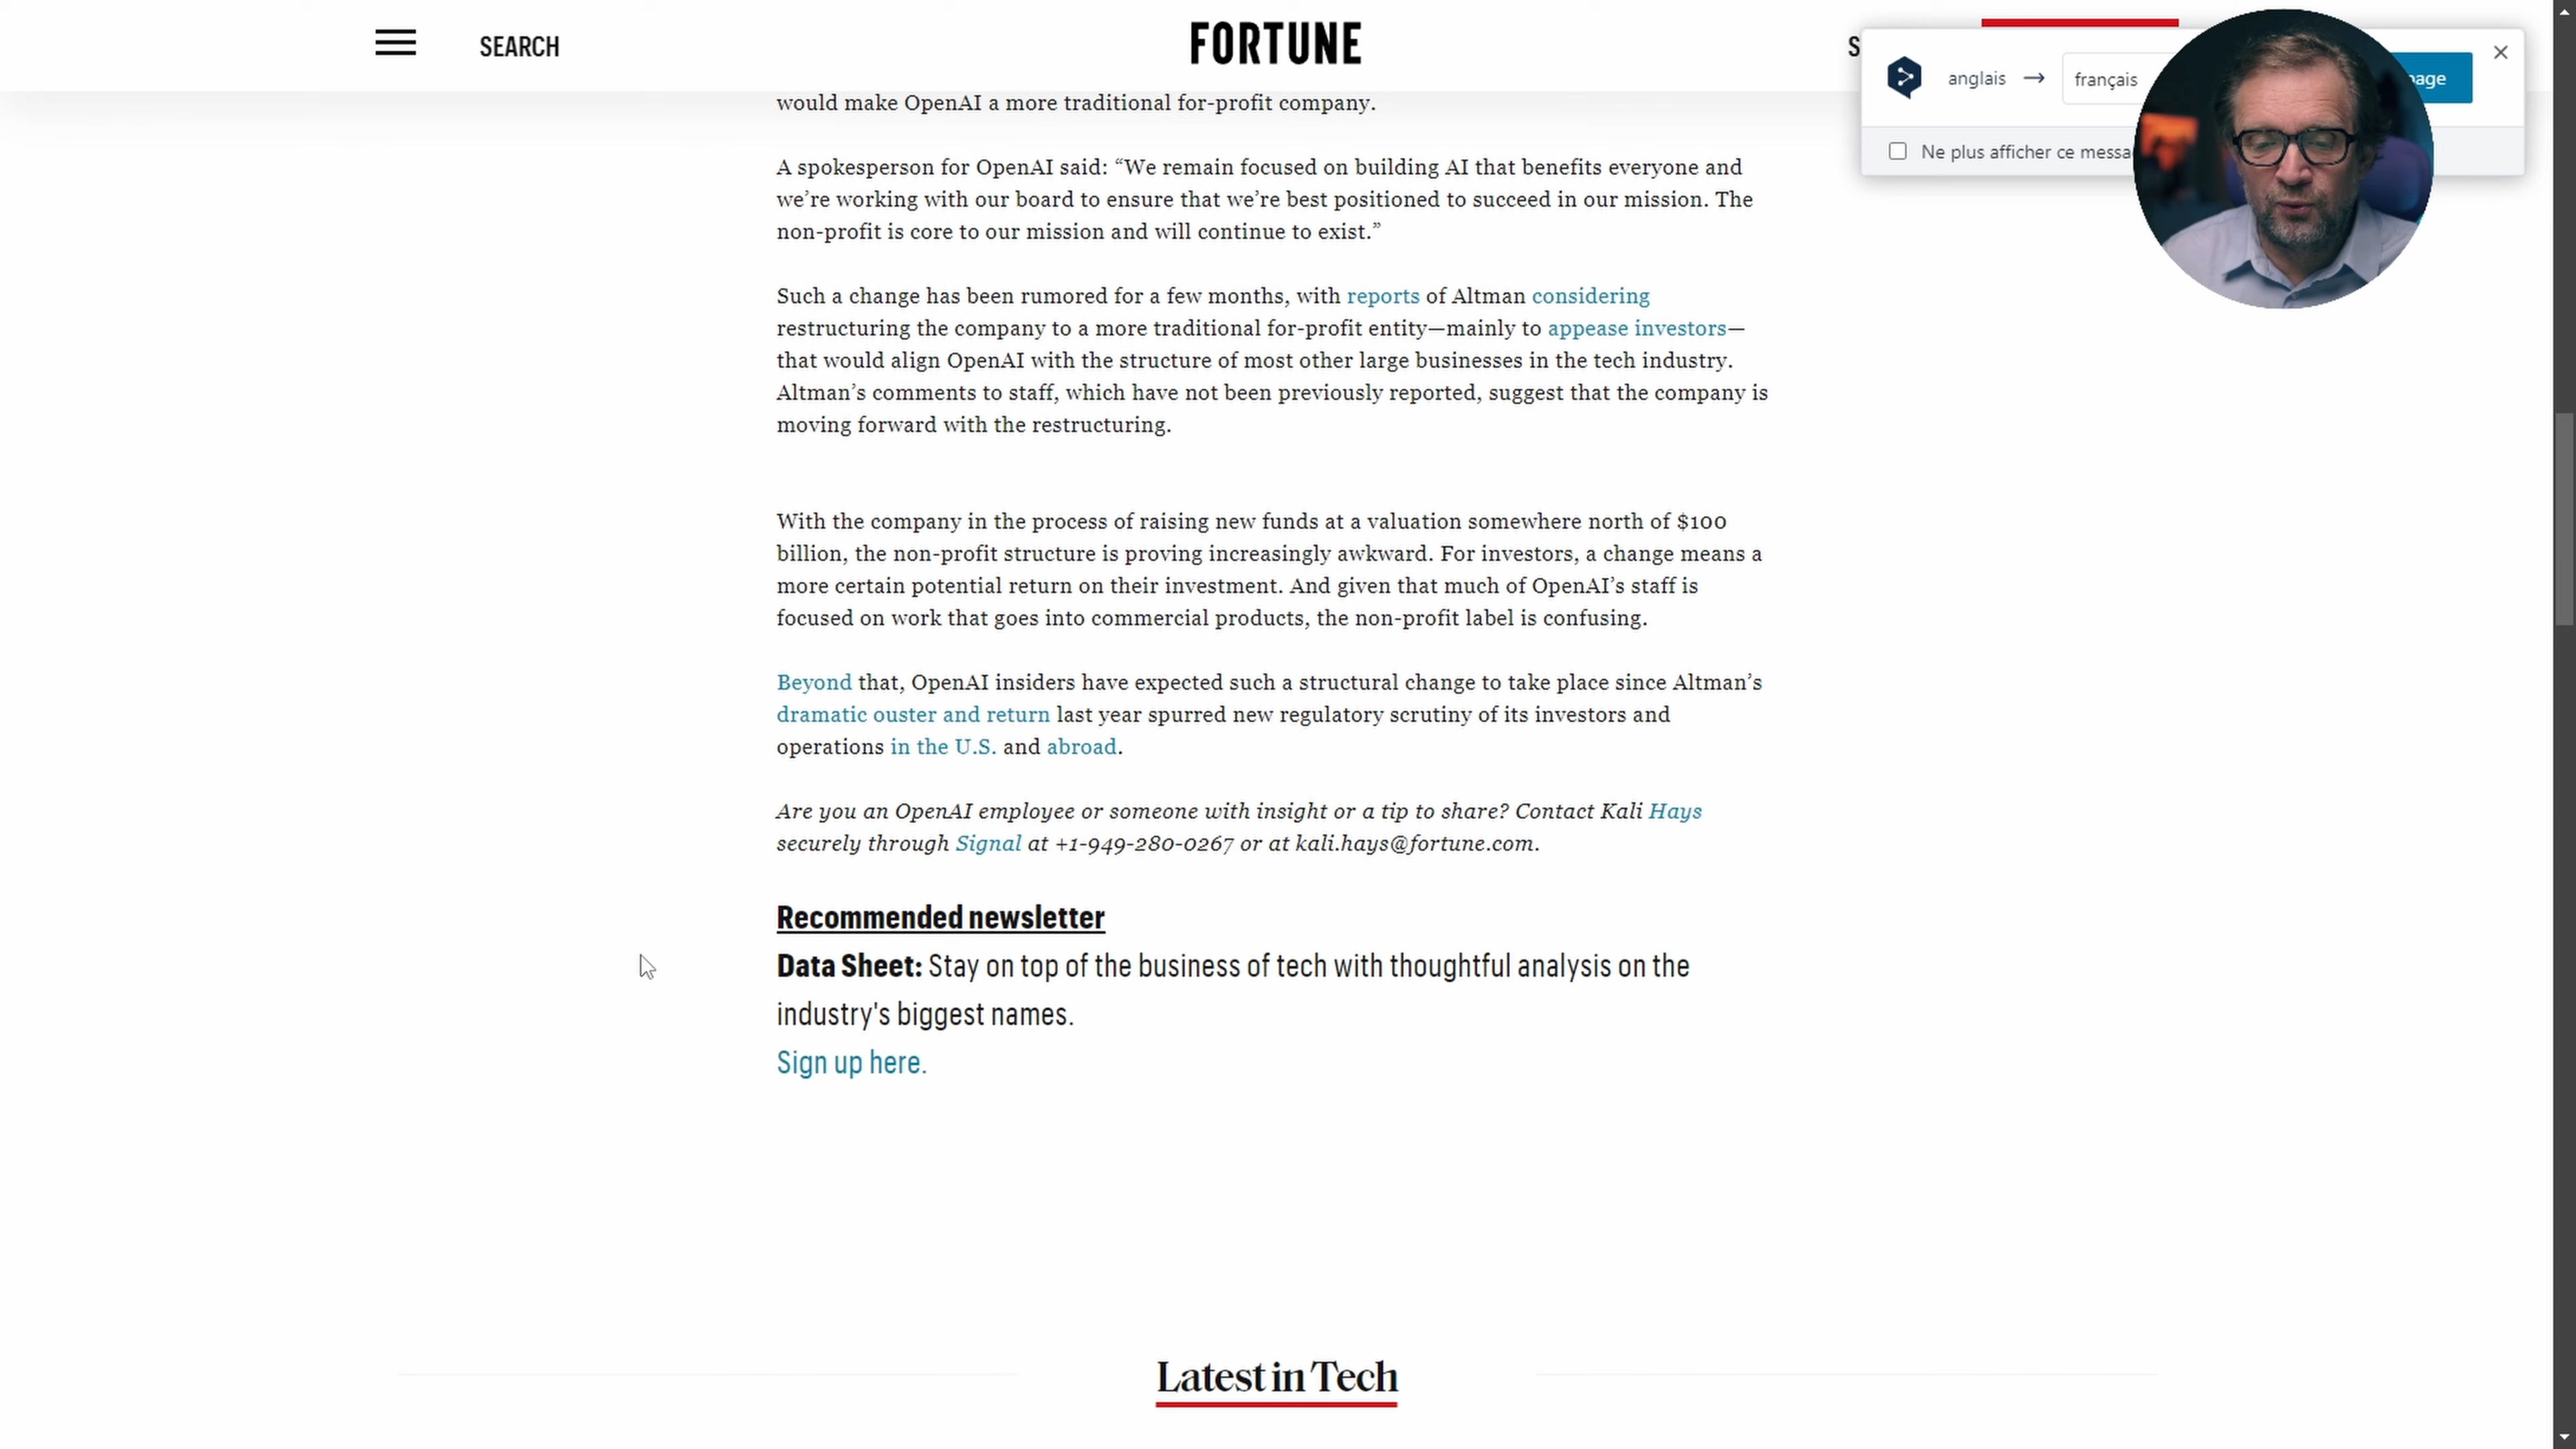 SEARCH
FORTUNE
S
anglais → français
age
Ne plus afficher ce messa
would make OpenAI a more traditional for-profit company.
A spokesperson for OpenAI said: “We remain focused on building AI that benefits everyone and
we’re working with our board to ensure that we’re best positioned to succeed in our mission. The
non-profit is core to our mission and will continue to exist.”
Such a change has been rumored for a few months, with reports of Altman considering
restructuring the company to a more traditional for-profit entity—mainly to appease investors—
that would align OpenAI with the structure of most other large businesses in the tech industry.
Altman’s comments to staff, which have not been previously reported, suggest that the company is
moving forward with the restructuring.
With the company in the process of raising new funds at a valuation somewhere north of $100
billion, the non-profit structure is proving increasingly awkward. For investors, a change means a
more certain potential return on their investment. And given that much of OpenAI’s staff is
focused on work that goes into commercial products, the non-profit label is confusing.
Beyond that, OpenAI insiders have expected such a structural change to take place since Altman’s
dramatic ouster and return last year spurred new regulatory scrutiny of its investors and
operations in the U.S. and abroad.
Are you an OpenAI employee or someone with insight or a tip to share? Contact Kali Hays
securely through Signal at +1-949-280-0267 or at kali.hays@fortune.com.
Recommended newsletter
Data Sheet: Stay on top of the business of tech with thoughtful analysis on the
industry's biggest names.
Sign up here.
Latest in Tech